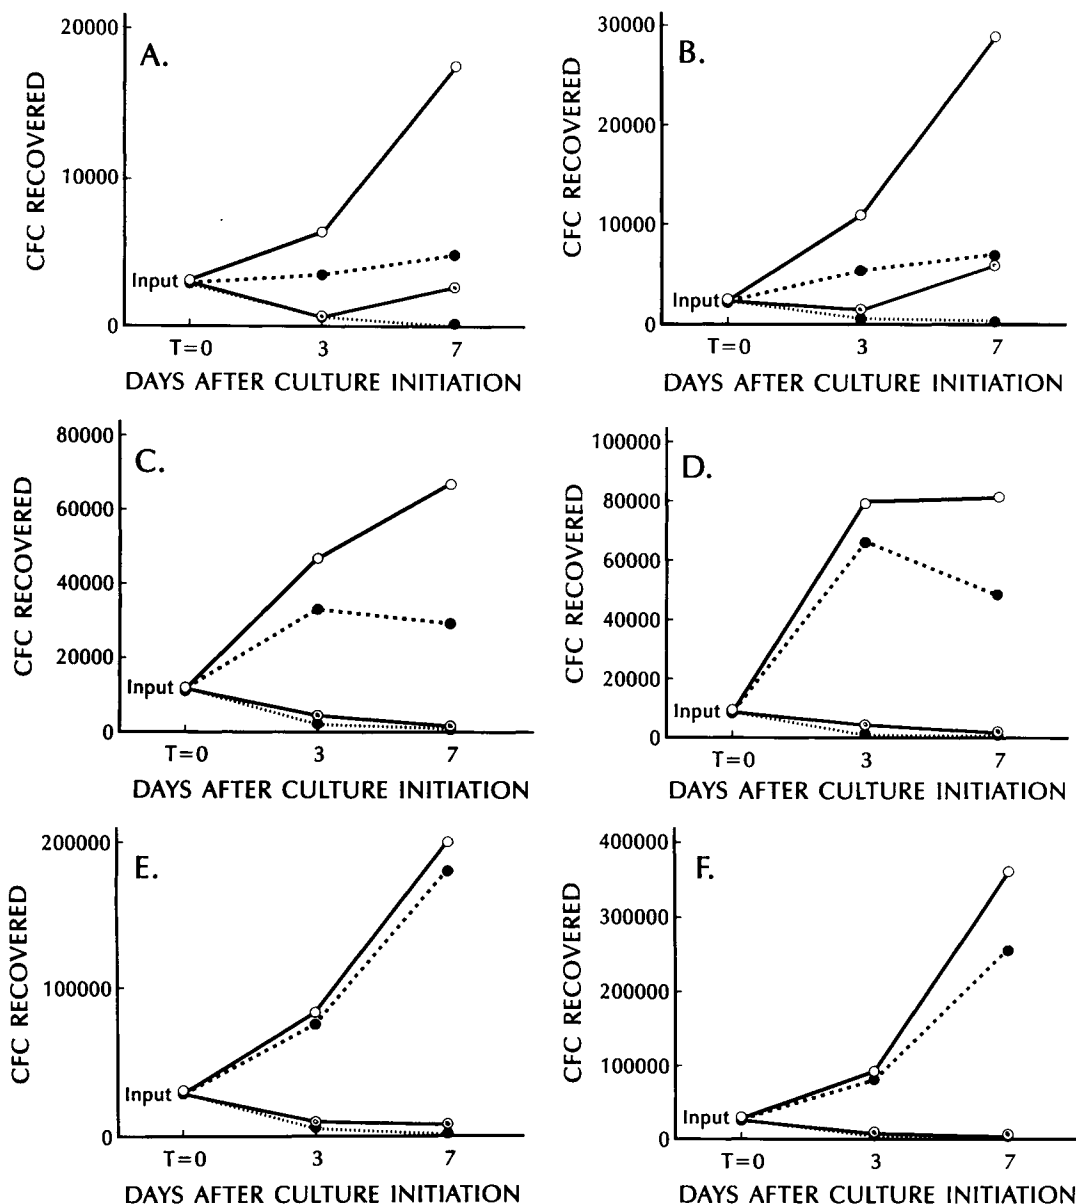 A.
CFC RECOVERED
20000
10000
0
Input
T=0 3 7
DAYS AFTER CULTURE INITIATION
B.
CFC RECOVERED
30000
20000
10000
0
Input
T=0 3 7
DAYS AFTER CULTURE INITIATION
C.
CFC RECOVERED
80000
60000
40000
20000
0
Input
T=0 3 7
DAYS AFTER CULTURE INITIATION
D.
CFC RECOVERED
100000
80000
60000
40000
20000
0
Input
T=0 3 7
DAYS AFTER CULTURE INITIATION
E.
CFC RECOVERED
200000
100000
0
Input
T=0 3 7
DAYS AFTER CULTURE INITIATION
F.
CFC RECOVERED
400000
300000
200000
100000
0
Input
T=0 3 7
DAYS AFTER CULTURE INITIATION